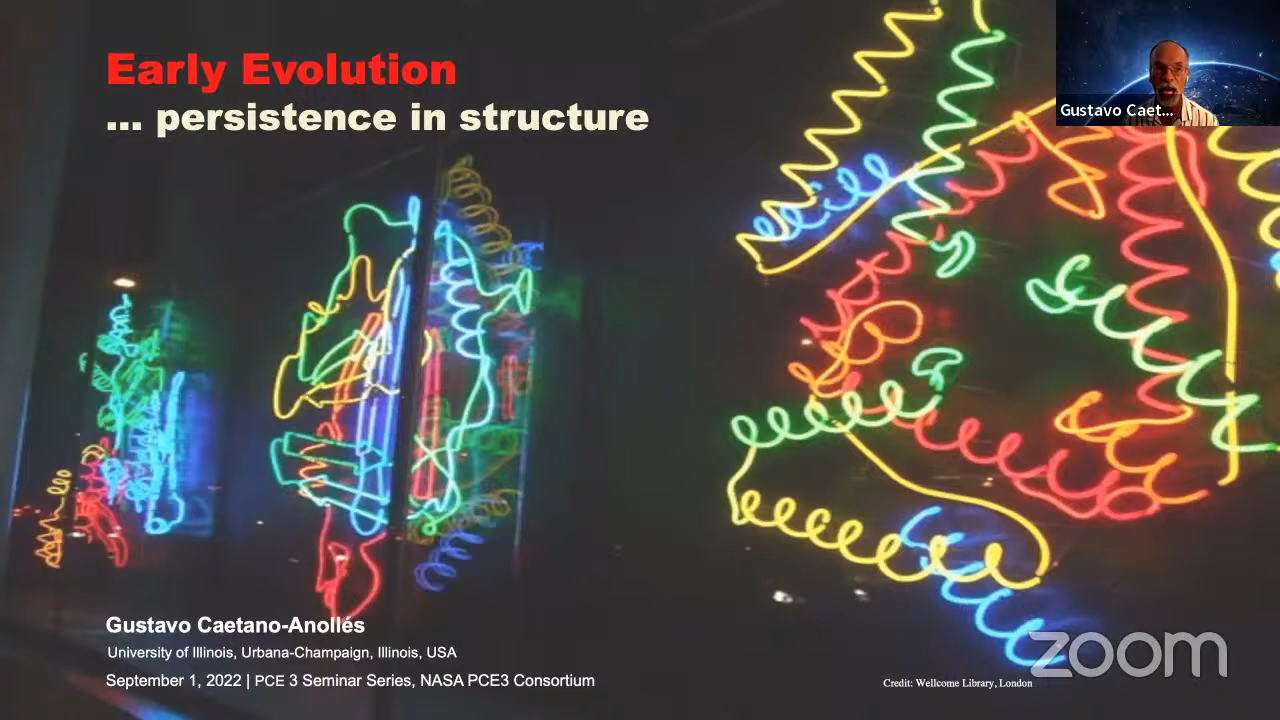 Early Evolution
... persistence in structure
Gustavo Caet...
Gustavo Caetano-Anollés
University of Illinois, Urbana-Champaign, Illinois, USA
September 1, 2022 | PCE 3 Seminar Series, NASA PCE3 Consortium
Credit: Wellcome Library, London
zoom